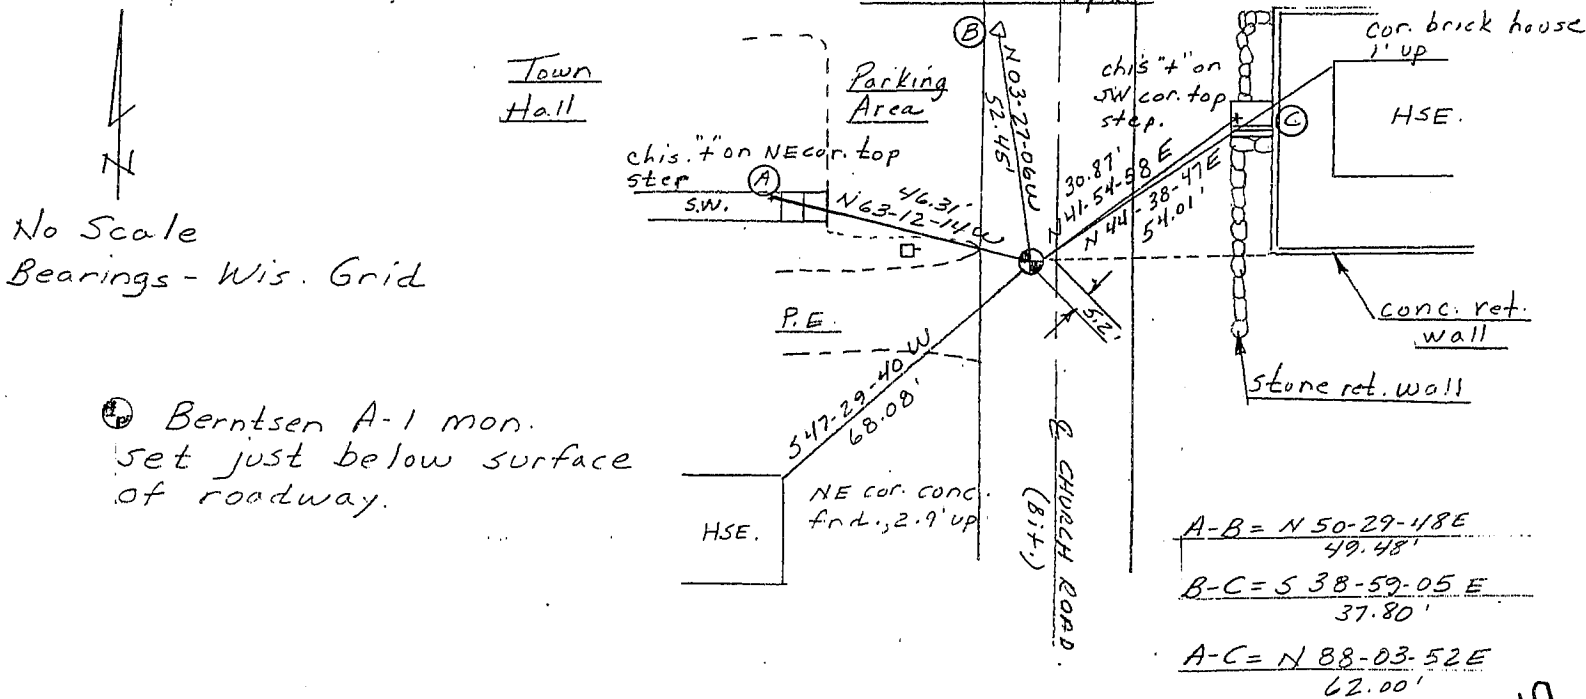 N
No Scale
Bearings - Wis. Grid
Town
Hall
Parking
Area
B
N03-27-06W
52.45'
chis "+" on
SW cor. top
step.
cor. brick house
1' up
HSE.
C
chis. "+" on NE cor. top
step
A
S.W.
46.31'
N63-12-14W
30.87'
N 41-54-58 E
N 44-38-47E
54.01'
5.2'
P.E.
conc. ret.
wall
stone ret. wall
S47-29-40W
68.08'
Berntsen A-1 mon.
set just below surface
of roadway.
HSE.
NE cor. conc.
fnd., 2.9' up
℄ CHURCH ROAD
(Bit.)
A-B = N 50-29-48E
49.48'
B-C = S 38-59-05 E
37.80'
A-C = N 88-03-52E
62.00'